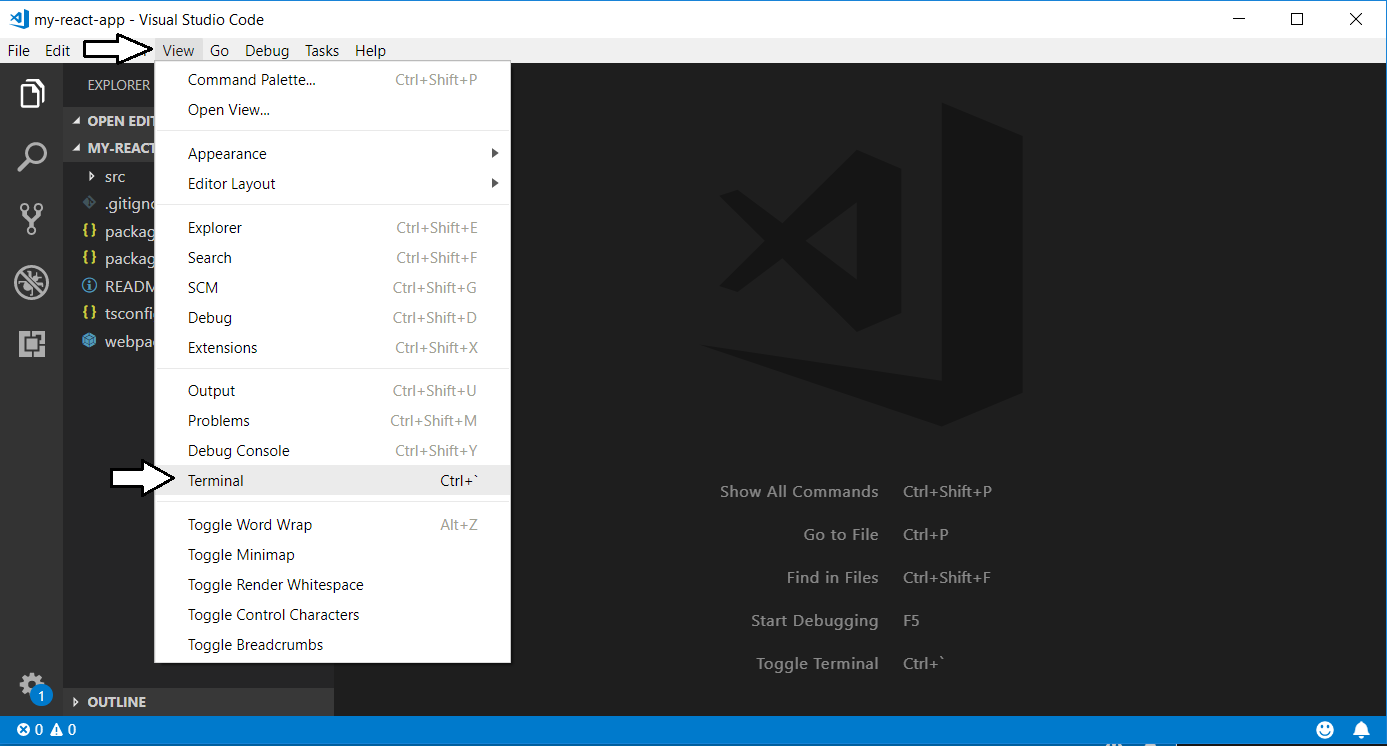 my-react-app - Visual Studio Code
File Edit View Go Debug Tasks Help
EXPLORER
OPEN EDIT
MY-REACT
src
.gitigno
packag
packag
README
tsconfi
webpa
OUTLINE
Command Palette... Ctrl+Shift+P
Open View...
Appearance
Editor Layout
Explorer Ctrl+Shift+E
Search Ctrl+Shift+F
SCM Ctrl+Shift+G
Debug Ctrl+Shift+D
Extensions Ctrl+Shift+X
Output Ctrl+Shift+U
Problems Ctrl+Shift+M
Debug Console Ctrl+Shift+Y
Terminal Ctrl+`
Toggle Word Wrap Alt+Z
Toggle Minimap
Toggle Render Whitespace
Toggle Control Characters
Toggle Breadcrumbs
Show All Commands Ctrl+Shift+P
Go to File Ctrl+P
Find in Files Ctrl+Shift+F
Start Debugging F5
Toggle Terminal Ctrl+`
1
0 0